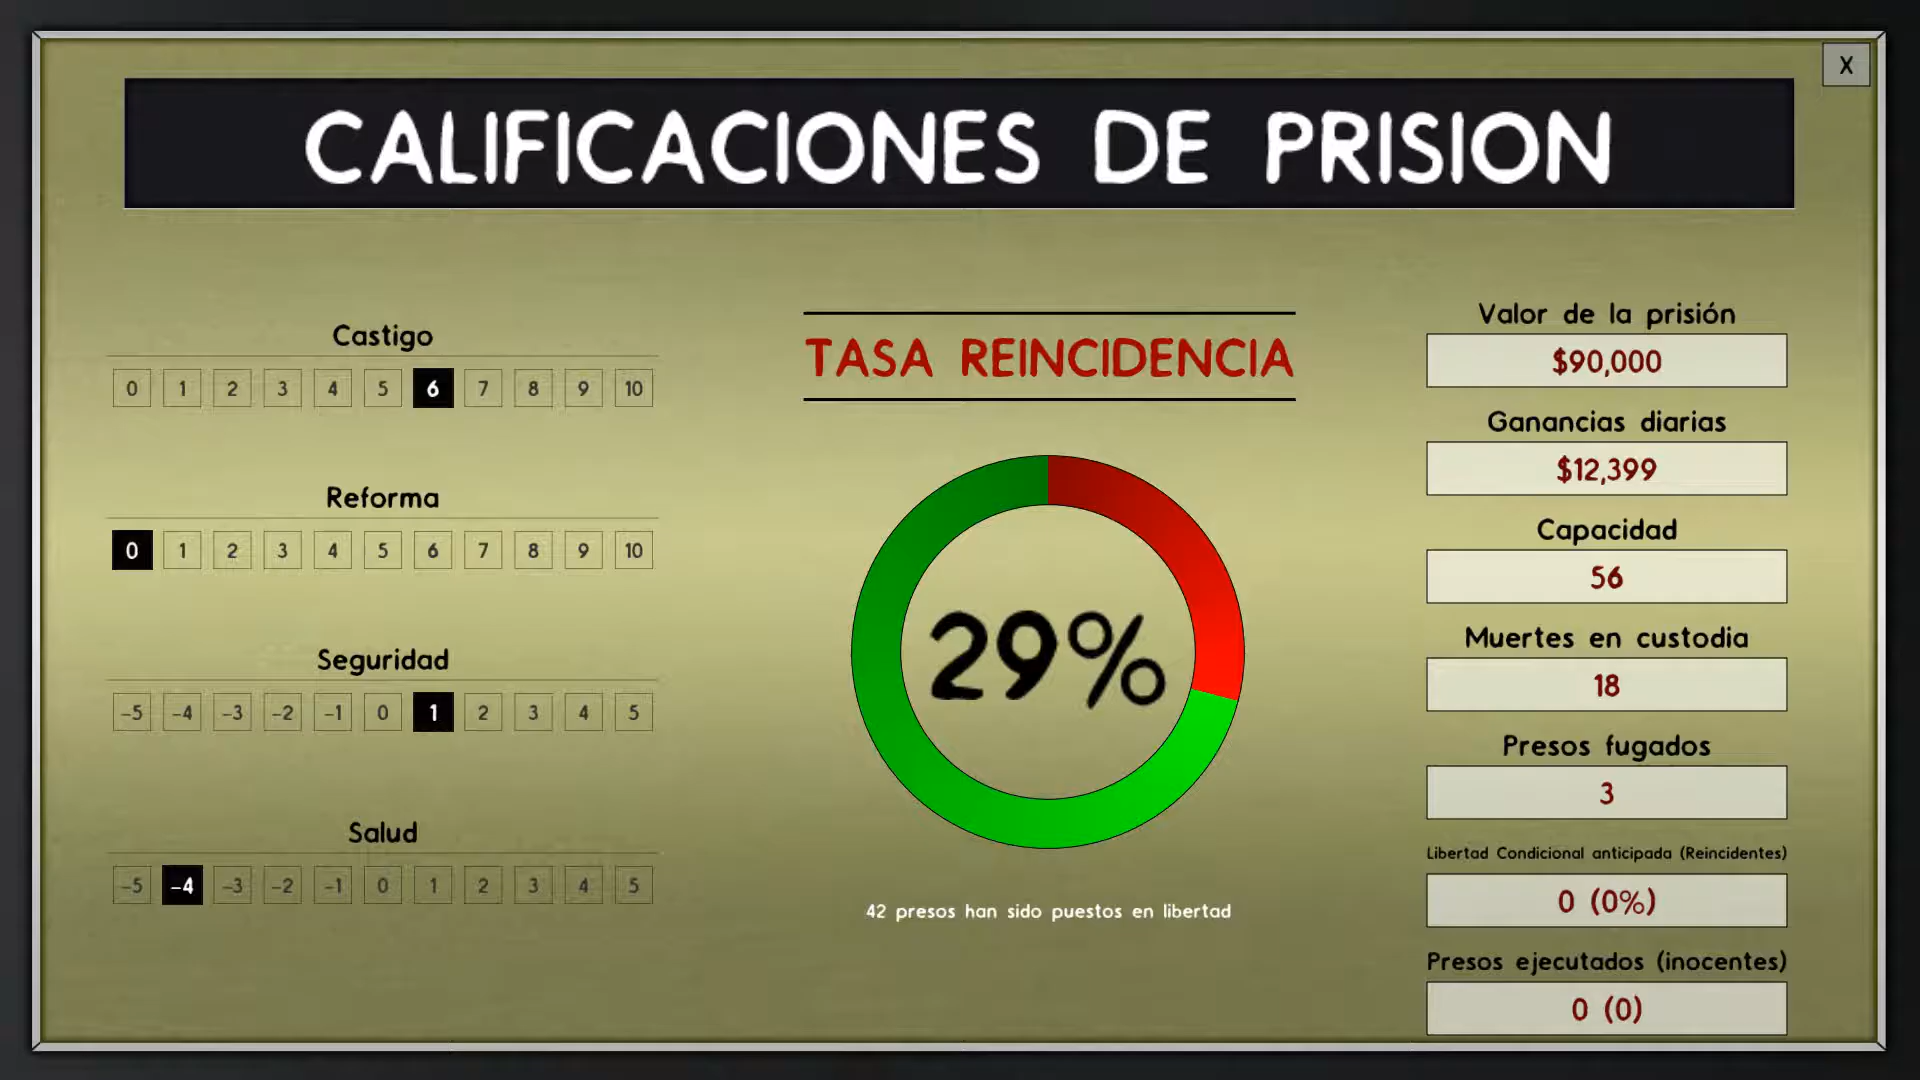 X
CALIFICACIONES DE PRISION
Castigo
0 1 2 3 4 5 6 7 8 9 10
Reforma
0 1 2 3 4 5 6 7 8 9 10
Seguridad
-5 -4 -3 -2 -1 0 1 2 3 4 5
Salud
-5 -4 -3 -2 -1 0 1 2 3 4 5
TASA REINCIDENCIA
29%
42 presos han sido puestos en libertad
Valor de la prisión
$90,000
Ganancias diarias
$12,399
Capacidad
56
Muertes en custodia
18
Presos fugados
3
Libertad Condicional anticipada (Reincidentes)
0 (0%)
Presos ejecutados (inocentes)
0 (0)